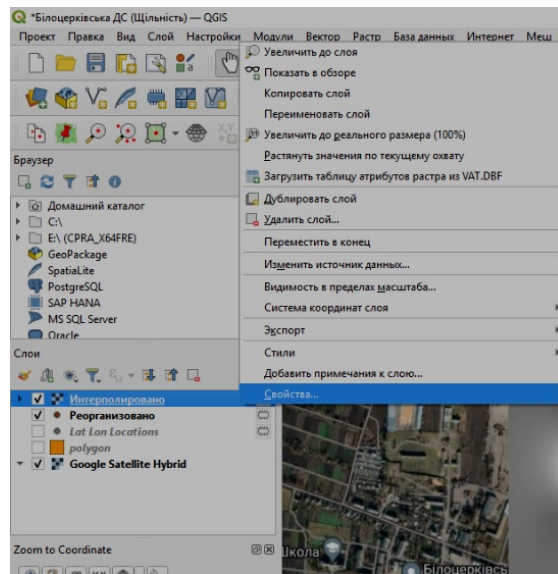 *Білоцерківська ДС (Щільність) — QGIS
Проект Правка Вид Слой Настройки Модули Вектор Растр База данных Интернет Меш
Увеличить до слоя
Показать в обзоре
Копировать слой
Переименовать слой
Увеличить до реального размера (100%)
Растянуть значения по текущему охвату
Загрузить таблицу атрибутов растра из VAT.DBF
Дублировать слой
Удалить слой...
Переместить в конец
Изменить источник данных...
Видимость в пределах масштаба...
Система координат слоя
Экспорт
Стили
Добавить примечания к слою...
Свойства...
Браузер
Домашний каталог
C:\
E:\ (CPRA_X64FRE)
GeoPackage
SpatiaLite
PostgreSQL
SAP HANA
MS SQL Server
Oracle
Слои
Интерполировано
Реорганизовано
Lat Lon Locations
polygon
Google Satellite Hybrid
Zoom to Coordinate
Школа
Білоцерківсь